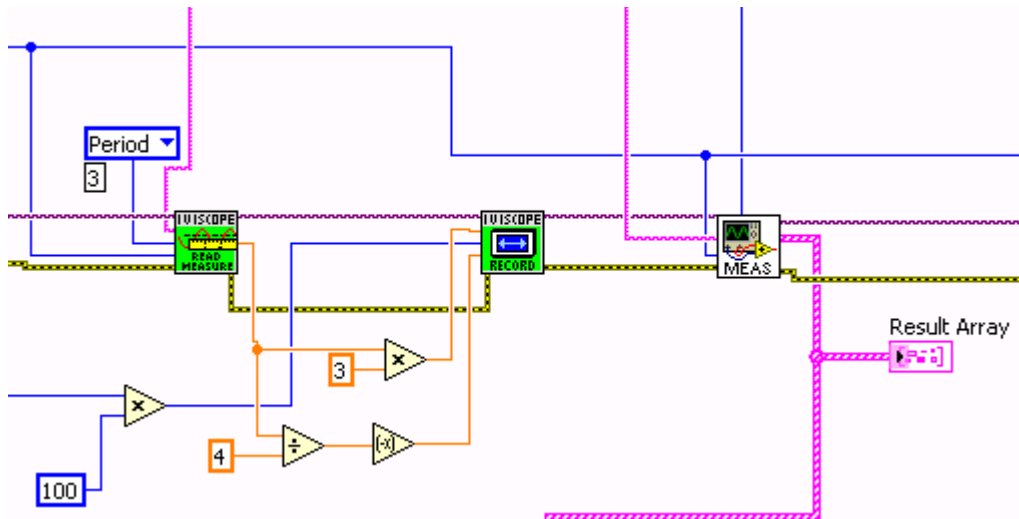 Period
3
IVISCOPE
READ
MEASURE
IVISCOPE
RECORD
MEAS
Result Array
3
×
×
÷
-X
4
100